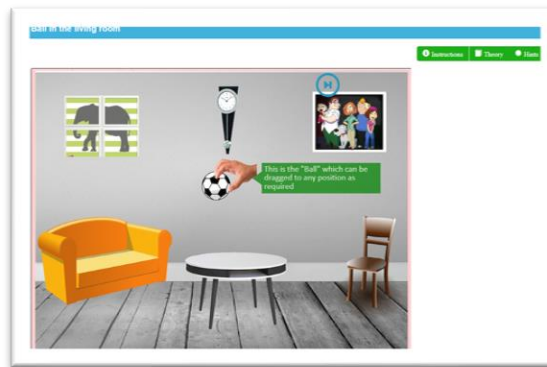 Ball in the living room
Instructions Theory Hints
This is the "Ball" which can be
dragged to any position as
required